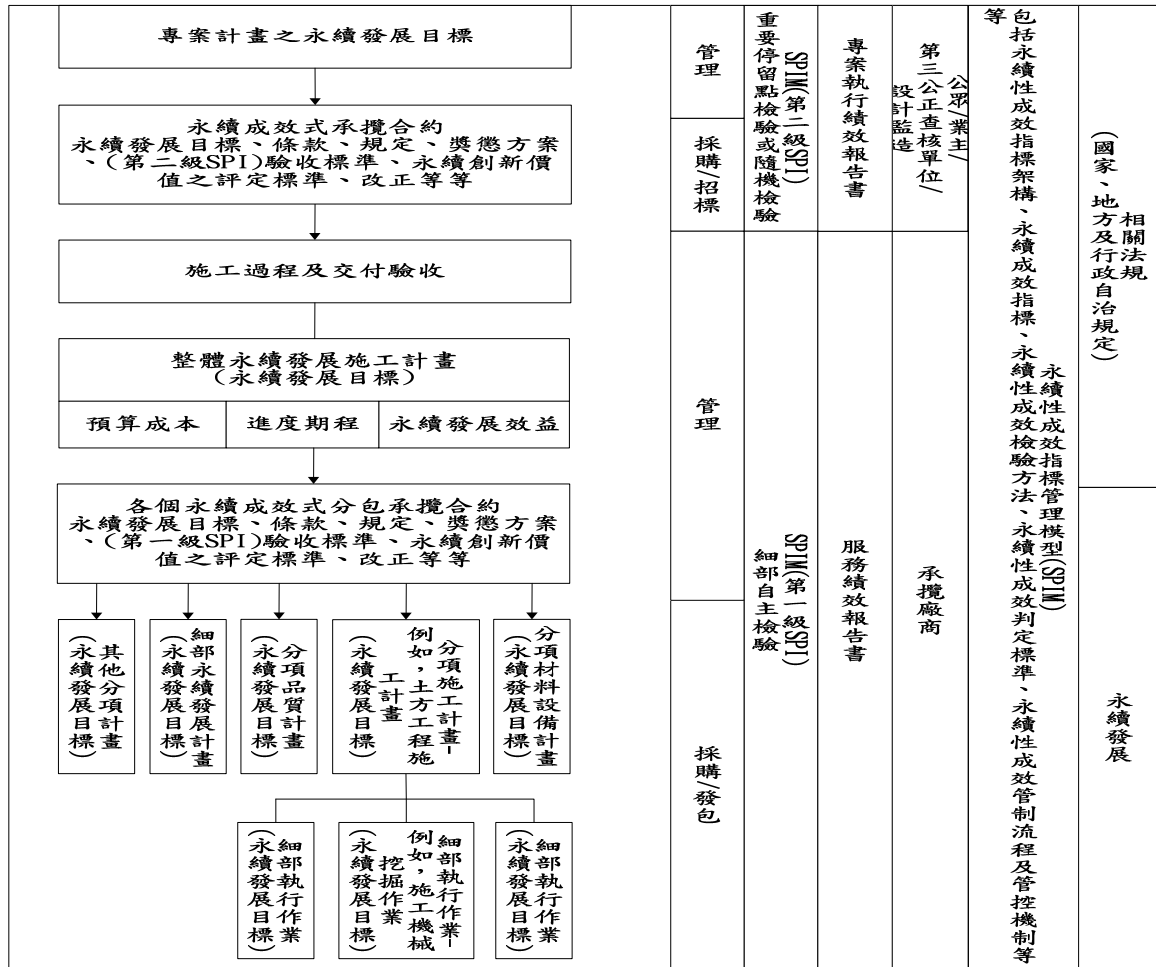 專案計畫之永續發展目標
永續成效式承攬合約
永續發展目標、條款、規定、獎懲方案
、(第二級SPI)驗收標準、永續創新價
值之評定標準、改正等等
施工過程及交付驗收
整體永續發展施工計畫
(永續發展目標)
預算成本
進度期程
永續發展效益
各個永續成效式分包承攬合約
永續發展目標、條款、規定、獎懲方案
、(第一級SPI)驗收標準、永續創新價
值之評定標準、改正等等
其他分項計畫
(永續發展目標)
細部永續發展計畫
(永續發展目標)
分項品質計畫
(永續發展目標)
分項施工計畫-
例如，土方工程施
工計畫
(永續發展目標)
分項材料設備計畫
(永續發展目標)
細部執行作業
(永續發展目標)
細部執行作業-
例如，施工機械
挖掘作業
(永續發展目標)
細部執行作業
(永續發展目標)
管理
採購/招標
管理
採購/發包
SPIM(第二級SPI)
重要停留點檢驗或隨機檢驗
SPIM(第一級SPI)
細部自主檢驗
專案執行績效報告書
服務績效報告書
公眾/業主/
第三公正查核單位/
設計監造
承攬廠商
永續性成效指標管理模型(SPIM)
包括永續性成效指標架構、永續成效指標、永續性成效檢驗方法、永續性成效判定標準、永續性成效管制流程及管控機制等
等
相關法規
(國家、地方及行政自治規定)
永續發展